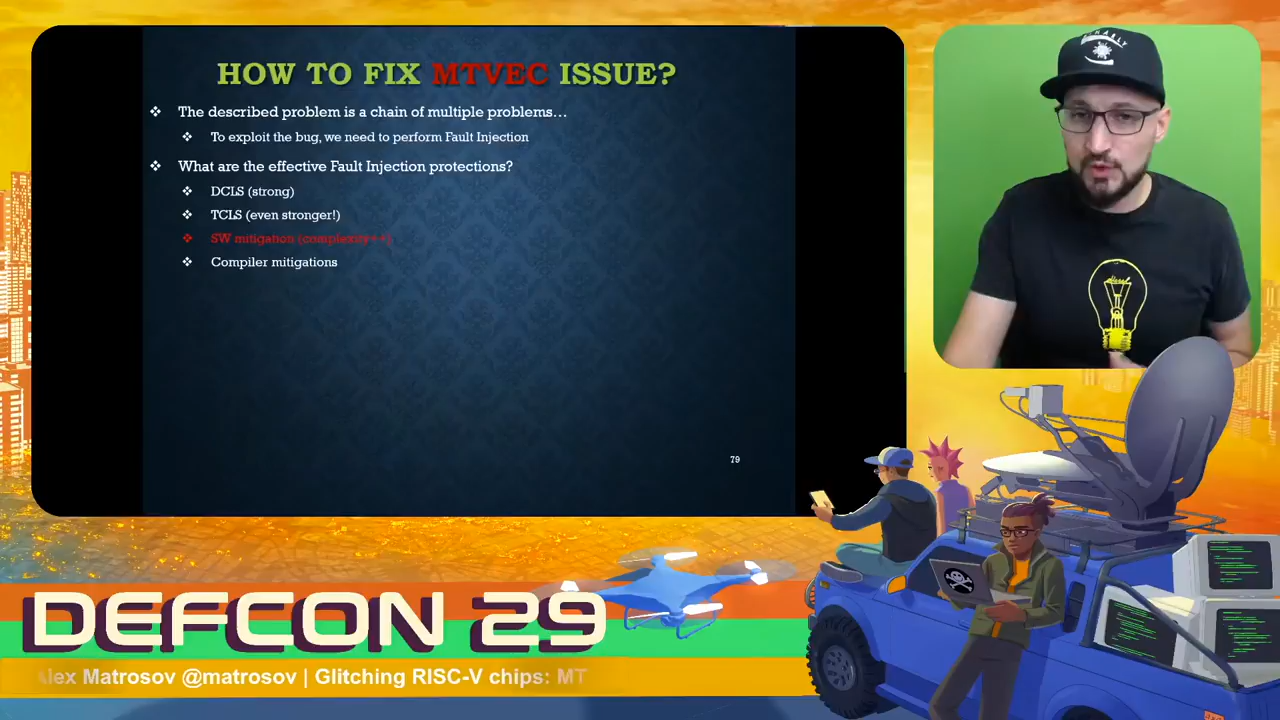 HOW TO FIX MTVEC ISSUE?
The described problem is a chain of multiple problems…
To exploit the bug, we need to perform Fault Injection
What are the effective Fault Injection protections?
DCLS (strong)
TCLS (even stronger!)
SW mitigation (complexity++)
Compiler mitigations
79
DEFCON 29
lex Matrosov @matrosov | Glitching RISC-V chips: MT